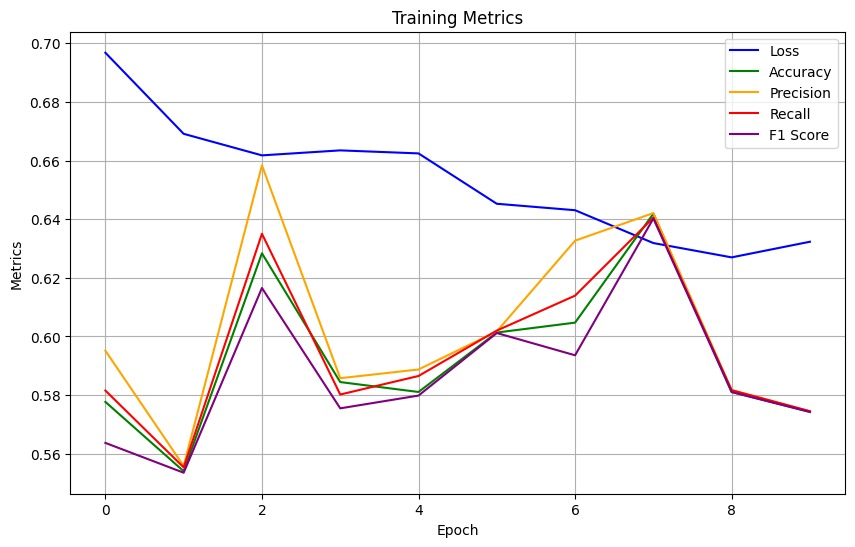 Training Metrics
Loss
Accuracy
Precision
Recall
F1 Score
0.70
0.68
0.66
0.64
0.62
0.60
0.58
0.56
Metrics
0
2
4
6
8
Epoch